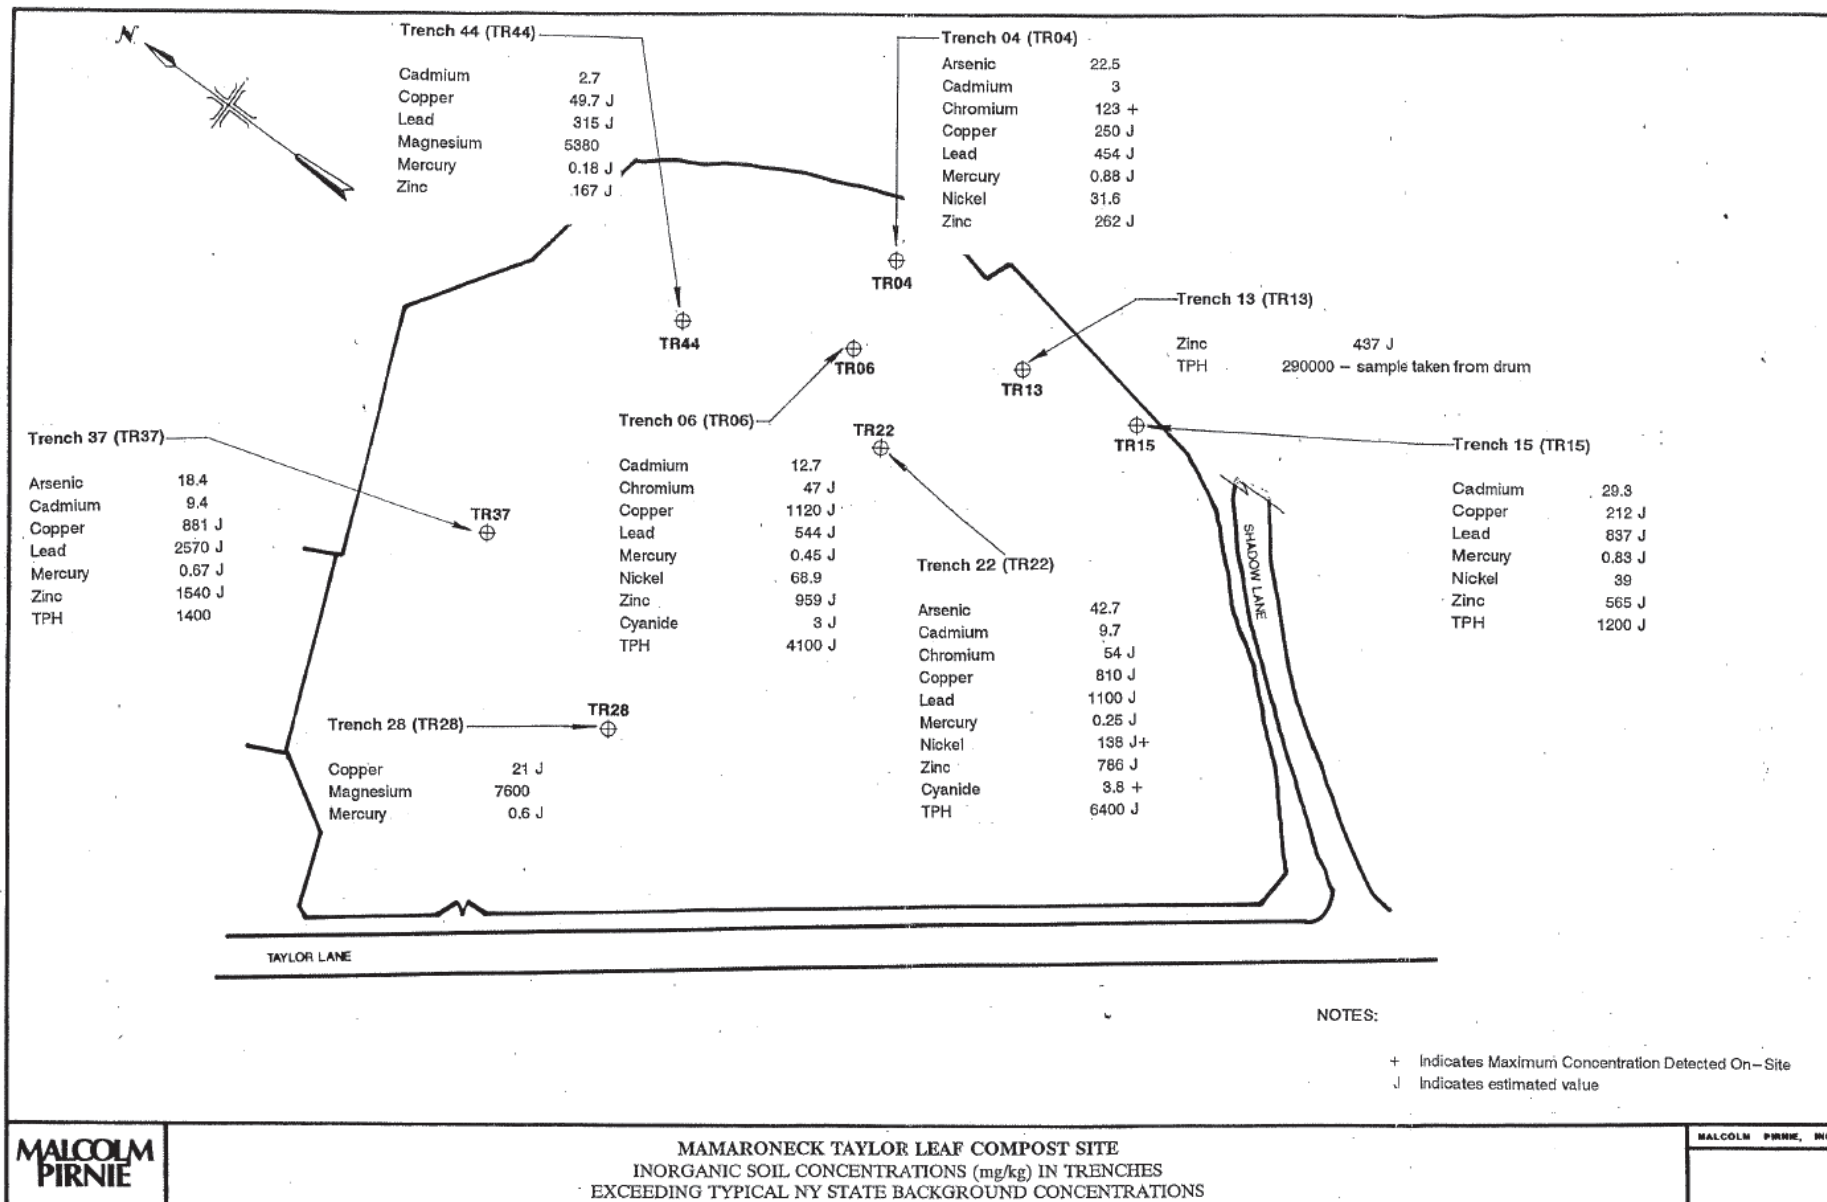 N
Trench 44 (TR44)
Cadmium 2.7
Copper 49.7 J
Lead 315 J
Magnesium 5380
Mercury 0.18 J
Zinc 167 J
Trench 04 (TR04)
Arsenic 22.5
Cadmium 3
Chromium 123 +
Copper 250 J
Lead 454 J
Mercury 0.88 J
Nickel 31.6
Zinc 262 J
TR04
TR44
TR06
TR13
Trench 13 (TR13)
Zinc 437 J
TPH 290000 – sample taken from drum
Trench 37 (TR37)
Arsenic 18.4
Cadmium 9.4
Copper 881 J
Lead 2570 J
Mercury 0.67 J
Zinc 1540 J
TPH 1400
TR37
Trench 06 (TR06)
Cadmium 12.7
Chromium 47 J
Copper 1120 J
Lead 544 J
Mercury 0.45 J
Nickel 68.9
Zinc 959 J
Cyanide 3 J
TPH 4100 J
TR22
Trench 22 (TR22)
Arsenic 42.7
Cadmium 9.7
Chromium 54 J
Copper 810 J
Lead 1100 J
Mercury 0.25 J
Nickel 138 J+
Zinc 786 J
Cyanide 3.8 +
TPH 6400 J
TR15
Trench 15 (TR15)
Cadmium 29.3
Copper 212 J
Lead 837 J
Mercury 0.83 J
Nickel 39
Zinc 565 J
TPH 1200 J
SHADOW LANE
Trench 28 (TR28)
TR28
Copper 21 J
Magnesium 7600
Mercury 0.6 J
TAYLOR LANE
NOTES:
+ Indicates Maximum Concentration Detected On–Site
J Indicates estimated value
MALCOLM
PIRNIE
MAMARONECK TAYLOR LEAF COMPOST SITE
INORGANIC SOIL CONCENTRATIONS (mg/kg) IN TRENCHES
EXCEEDING TYPICAL NY STATE BACKGROUND CONCENTRATIONS
MALCOLM PIRNIE,